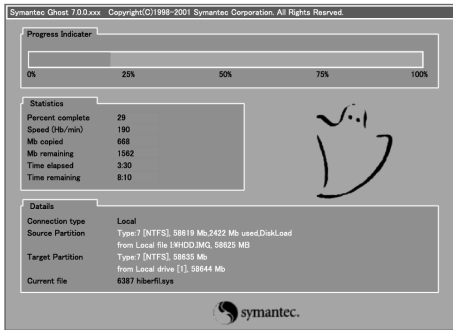 Symantec Ghost 7.0.0.xxx Copyright(C)1998-2001 Symantec Corporation. All Rights Resrved.
Progress Indicater
0% 25% 50% 75% 100%
Statistics
Percent complete 29
Speed (Hb/min) 190
Mb copied 668
Mb remaining 1562
Time elapsed 3:30
Time remaining 8:10
Datails
Connection type Local
Source Partition Type:7 [NTFS], 58619 Mb,2422 Mb used,DiskLoad
from Local file I:¥HDD.IMG, 58625 MB
Target Partition Type:7 [NTFS], 58635 Mb
from Local drive [1], 58644 MB
Current file 6387 hiberfil.sys
symantec.